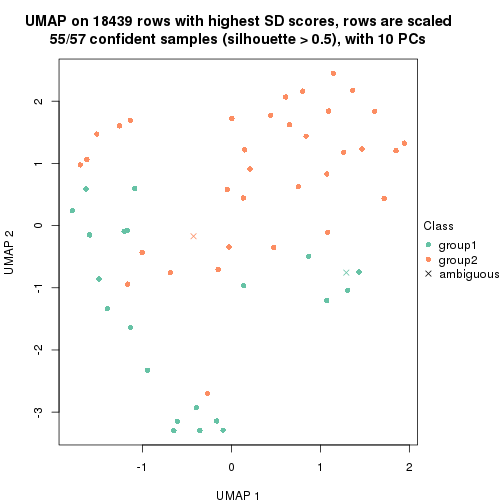 UMAP on 18439 rows with highest SD scores, rows are scaled
55/57 confident samples (silhouette > 0.5), with 10 PCs
2
1
0
-1
-2
-3
UMAP 2
-1
0
1
2
UMAP 1
Class
group1
group2
ambiguous